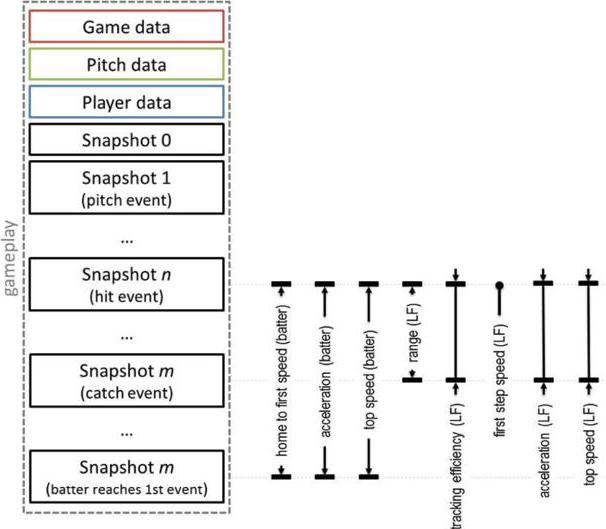 gameplay
Game data
Pitch data
Player data
Snapshot 0
Snapshot 1
(pitch event)
...
Snapshot n
(hit event)
...
Snapshot m
(catch event)
...
Snapshot m
(batter reaches 1st event)
home to first speed (batter)
acceleration (batter)
top speed (batter)
range (LF)
tracking efficiency (LF)
first step speed (LF)
acceleration (LF)
top speed (LF)